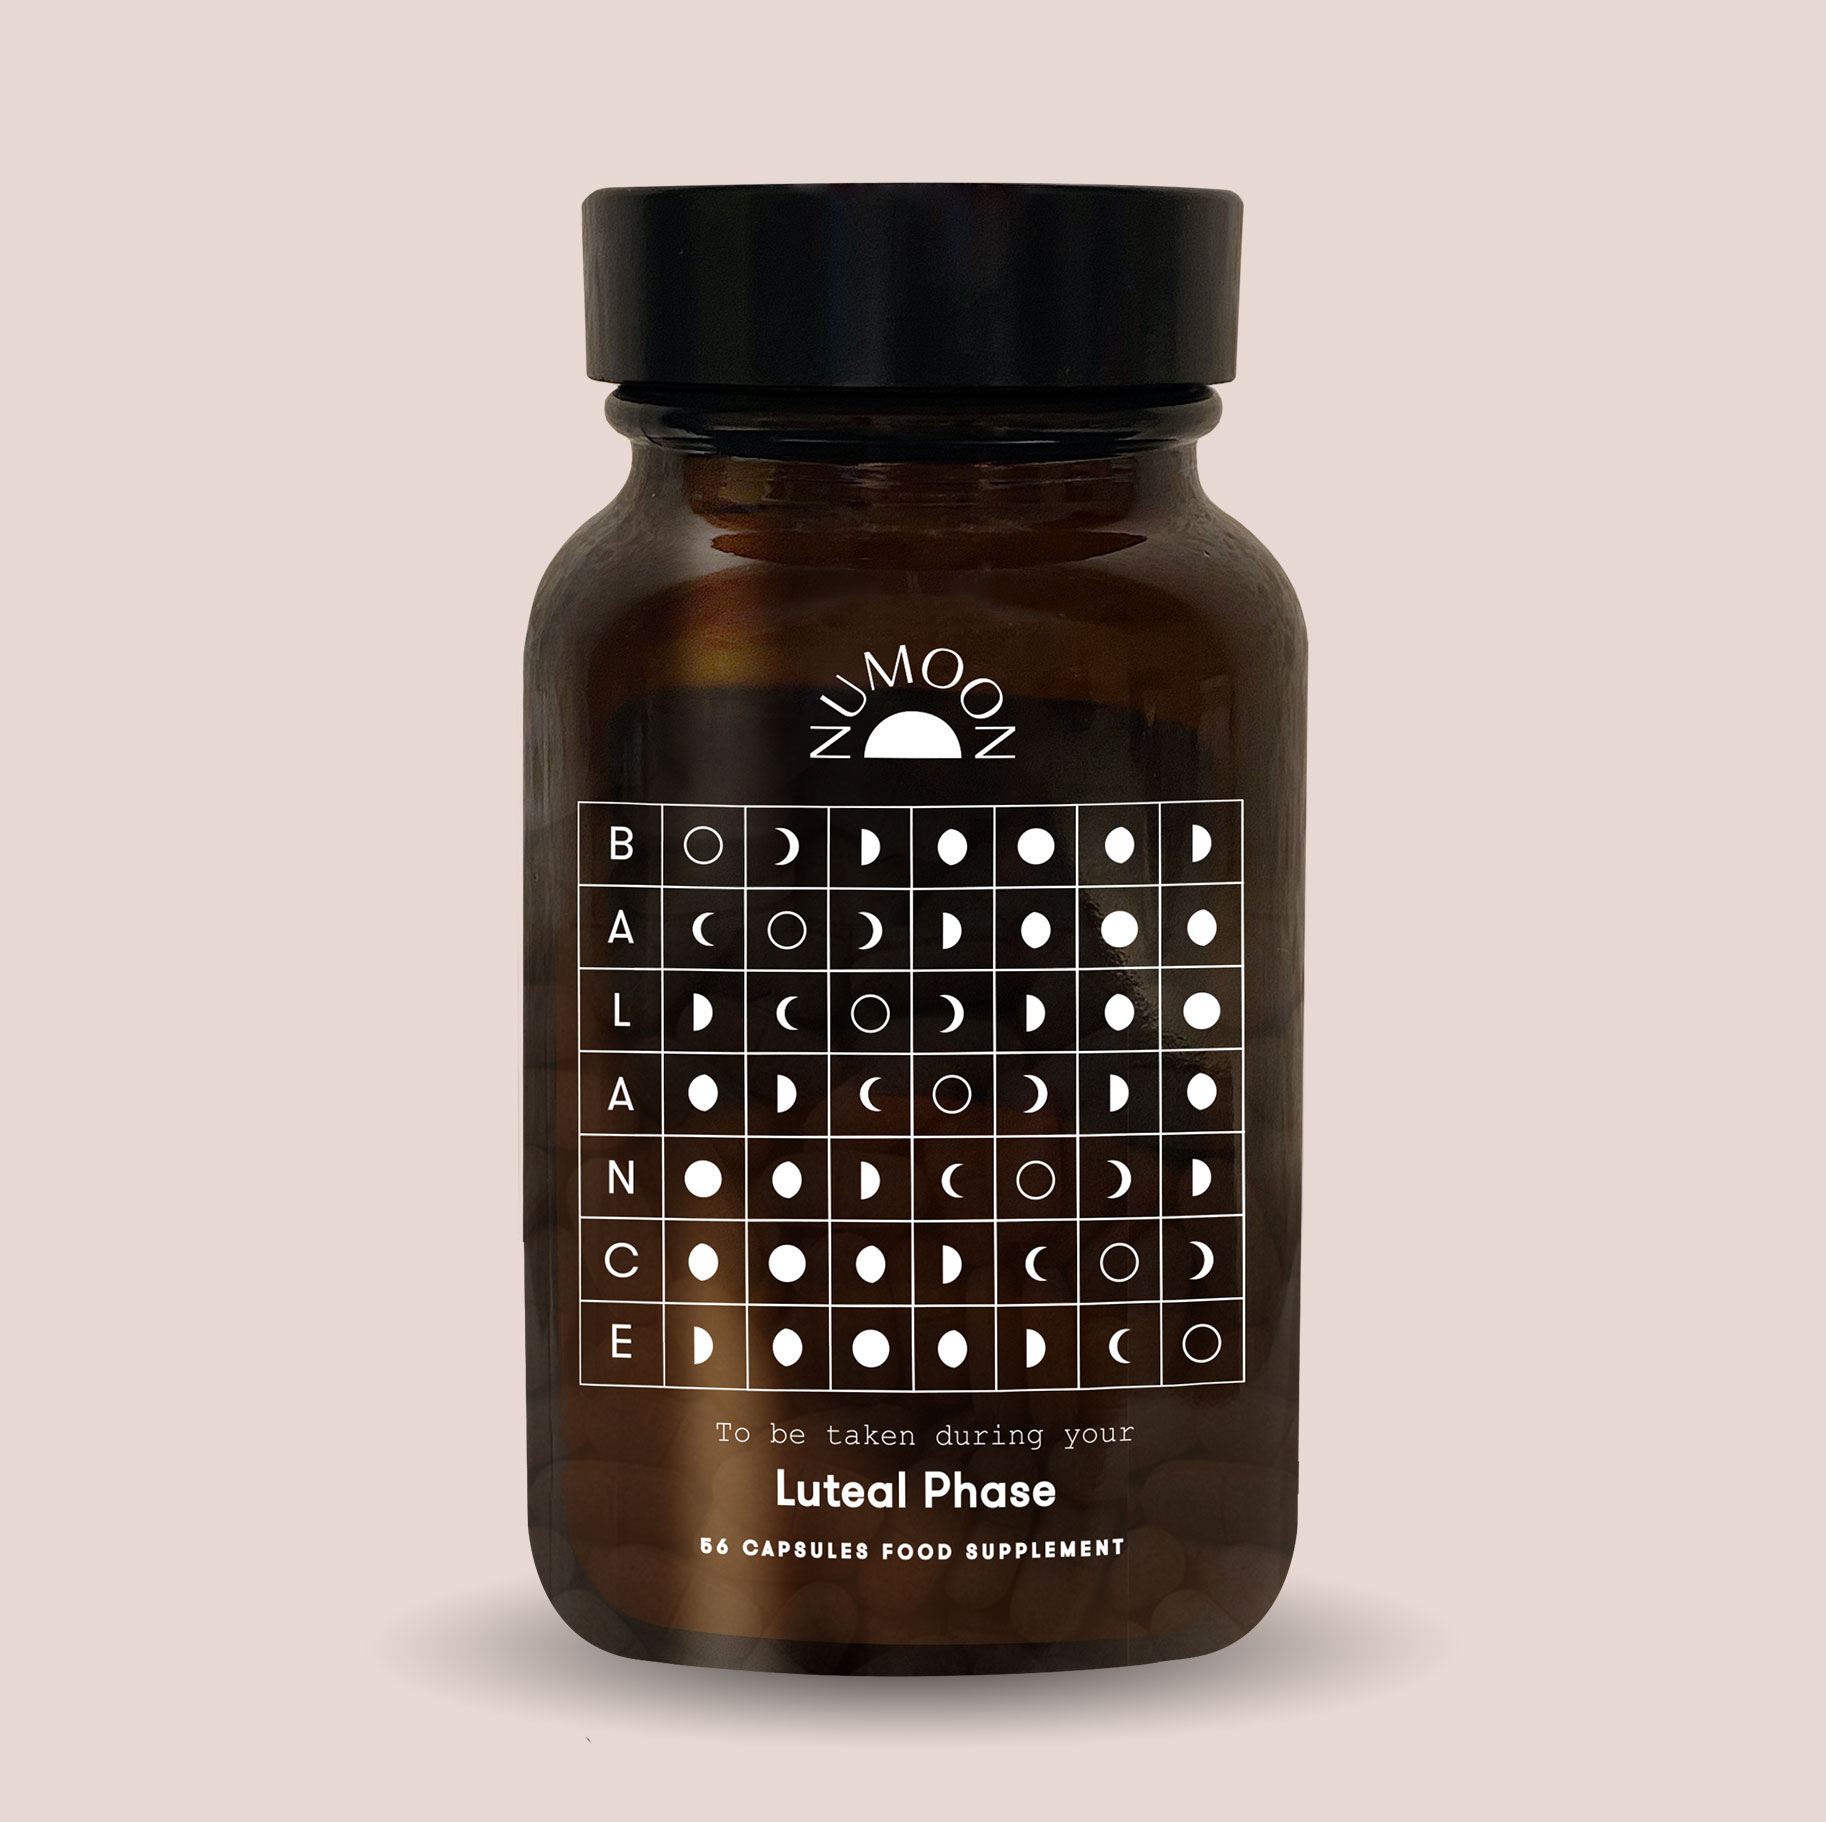 NUMOON
B
A
L
A
N
C
E
To be taken during your
Luteal Phase
56 CAPSULES FOOD SUPPLEMENT